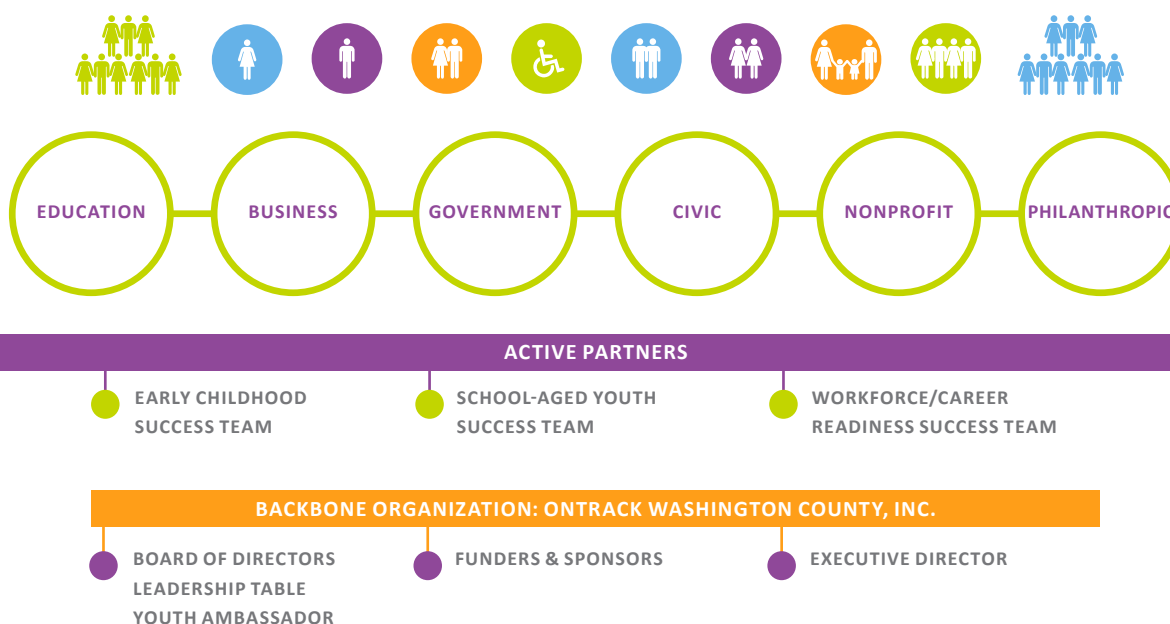 EDUCATION
BUSINESS
GOVERNMENT
CIVIC
NONPROFIT
PHILANTHROPIC
ACTIVE PARTNERS
EARLY CHILDHOOD
SUCCESS TEAM
SCHOOL-AGED YOUTH
SUCCESS TEAM
WORKFORCE/CAREER
READINESS SUCCESS TEAM
BACKBONE ORGANIZATION: ONTRACK WASHINGTON COUNTY, INC.
BOARD OF DIRECTORS
LEADERSHIP TABLE
YOUTH AMBASSADOR
FUNDERS & SPONSORS
EXECUTIVE DIRECTOR